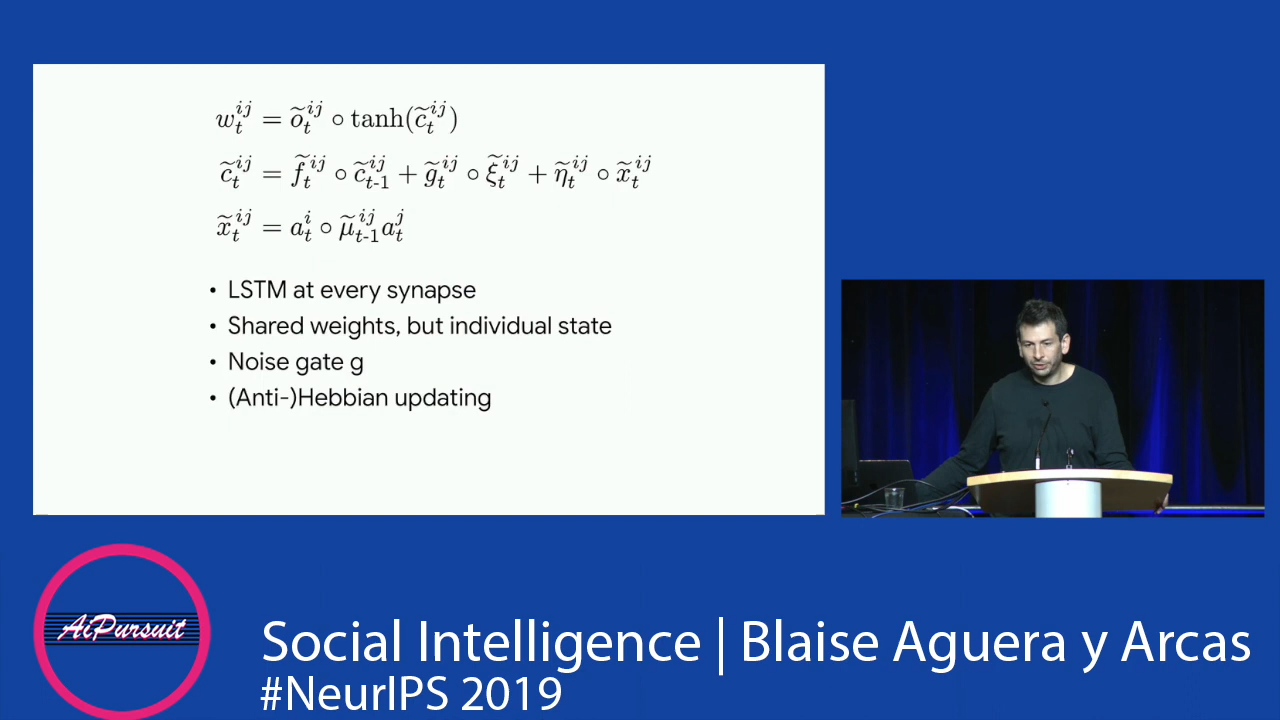 w_t^{ij} = õ_t^{ij} ∘ tanh(c̃_t^{ij})
c̃_t^{ij} = f̃_t^{ij} ∘ c̃_{t-1}^{ij} + g̃_t^{ij} ∘ ξ̃_t^{ij} + η̃_t^{ij} ∘ x̃_t^{ij}
x̃_t^{ij} = a_t^i ∘ μ̃_{t-1}^{ij} a_t^j
• LSTM at every synapse
• Shared weights, but individual state
• Noise gate g
• (Anti-)Hebbian updating
AiPursuit
Social Intelligence | Blaise Aguera y Arcas
#NeurIPS 2019